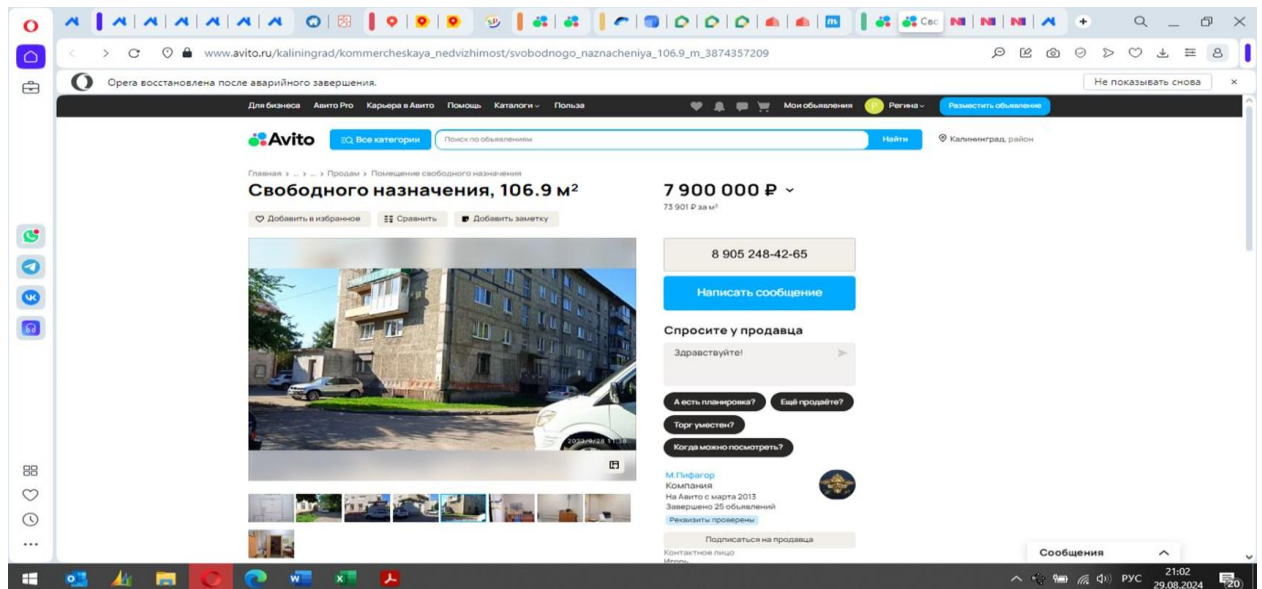 www.avito.ru/kaliningrad/kommercheskaya_nedvizhimost/svobodnogo_naznacheniya_106.9_m_3874357209
Opera восстановлена после аварийного завершения.
Не показывать снова
Для бизнеса Авито Pro Карьера в Авито Помощь Каталоги Польза Мои объявления Регина Разместить объявление
Avito Все категории Поиск по объявлениям Найти Калининград, район
Главная > ... > ... > Продам > Помещение свободного назначения
Свободного назначения, 106.9 м²
7 900 000 ₽
73 901 ₽ за м²
Добавить в избранное Сравнить Добавить заметку
8 905 248-42-65
Написать сообщение
Спросите у продавца
Здравствуйте!
А есть планировка? Ещё продаёте?
Торг уместен?
Когда можно посмотреть?
М.Пифагор
Компания
На Авито с марта 2013
Завершено 25 объявлений
Реквизиты проверены
Подписаться на продавца
Контактное лицо
Игорь
Сообщения
РУС
21:02
29.08.2024
20